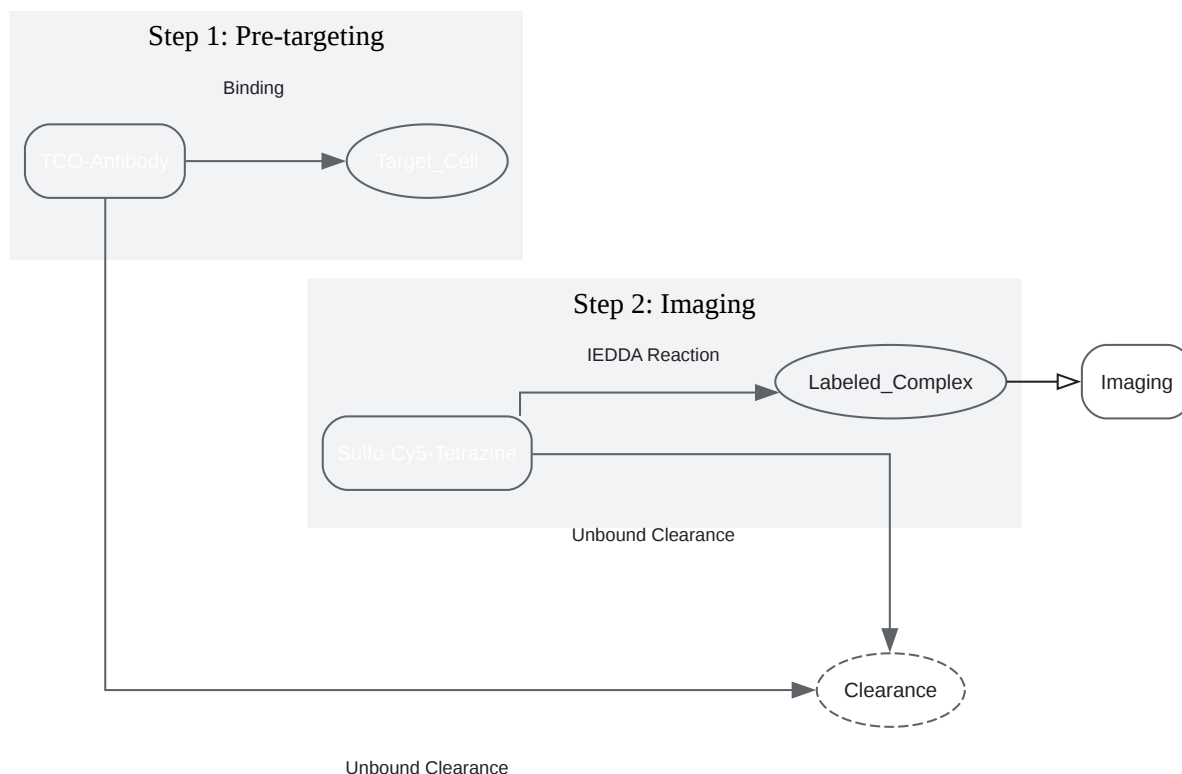 Step 1: Pre-targeting
Binding
TCO-Antibody
Target_Cell
Step 2: Imaging
IEDDA Reaction
Labeled_Complex
Imaging
Sulfo-Cy5-Tetrazine
Unbound Clearance
Clearance
Unbound Clearance